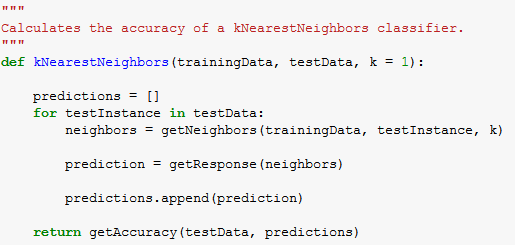 """
Calculates the accuracy of a kNearestNeighbors classifier.
"""
def kNearestNeighbors(trainingData, testData, k = 1):
    predictions = []
    for testInstance in testData:
        neighbors = getNeighbors(trainingData, testInstance, k)
        prediction = getResponse(neighbors)
        predictions.append(prediction)
    return getAccuracy(testData, predictions)